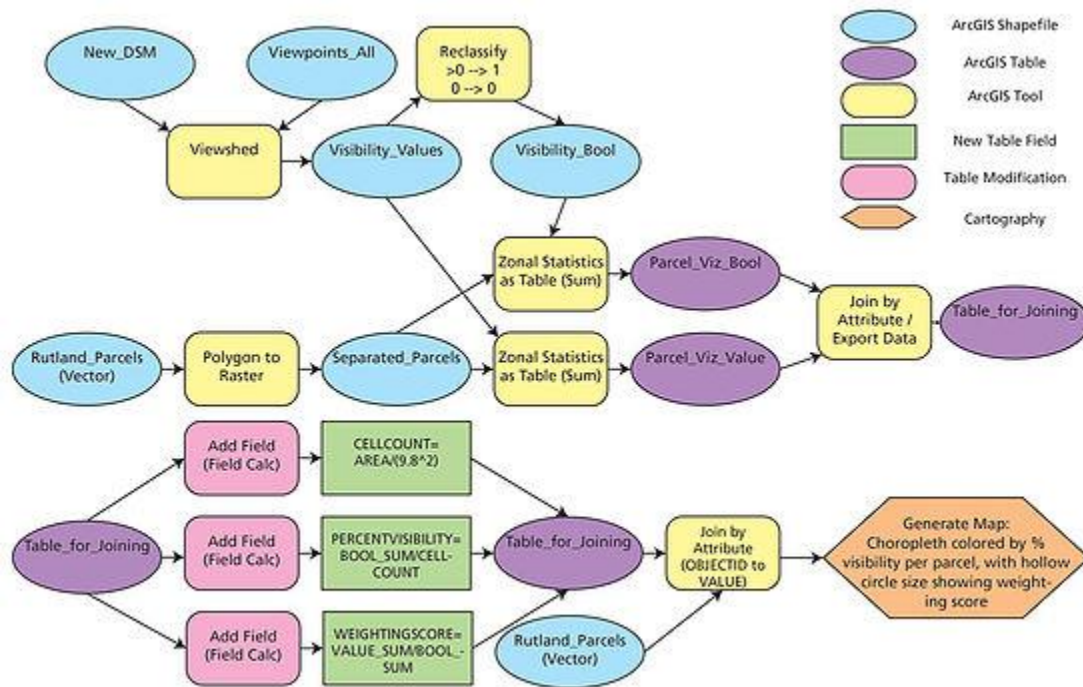 New_DSM
Viewpoints_All
Reclassify
>0 --> 1
0 --> 0
Viewshed
Visibility_Values
Visibility_Bool
ArcGIS Shapefile
ArcGIS Table
ArcGIS Tool
New Table Field
Table Modification
Cartography
Zonal Statistics
as Table (Sum)
Parcel_Viz_Bool
Join by
Attribute /
Export Data
Table_for_Joining
Rutland_Parcels
(Vector)
Polygon to
Raster
Separated_Parcels
Zonal Statistics
as Table (Sum)
Parcel_Viz_Value
Table_for_Joining
Add Field
(Field Calc)
CELLCOUNT=
AREA/(9.8^2)
Add Field
(Field Calc)
PERCENTVISIBILITY=
BOOL_SUM/CELL-
COUNT
Add Field
(Field Calc)
WEIGHTINGSCORE=
VALUE_SUM/BOOL_-
SUM
Table_for_Joining
Rutland_Parcels
(Vector)
Join by
Attribute
(OBJECTID to
VALUE)
Generate Map:
Choropleth colored by %
visibility per parcel, with hollow
circle size showing weight-
ing score